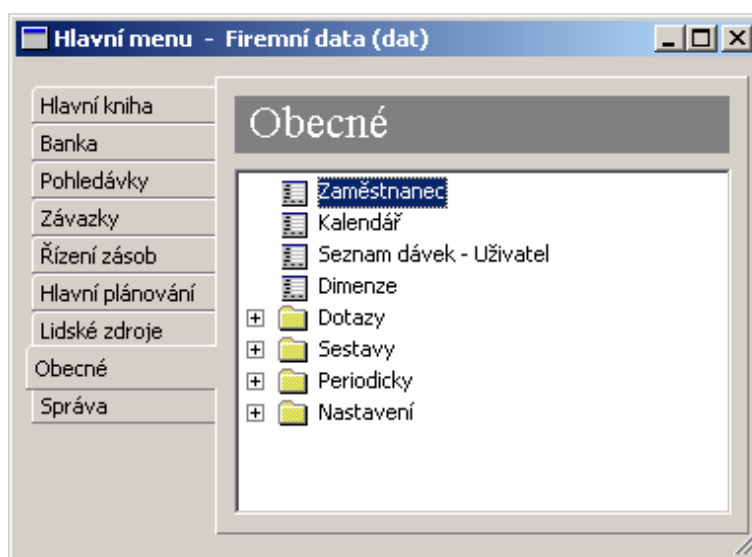 Hlavní menu - Firemní data (dat)
Hlavní kniha
Banka
Pohledávky
Závazky
Řízení zásob
Hlavní plánování
Lidské zdroje
Obecné
Správa
Obecné
Zaměstnanec
Kalendář
Seznam dávek - Uživatel
Dimenze
Dotazy
Sestavy
Periodicky
Nastavení